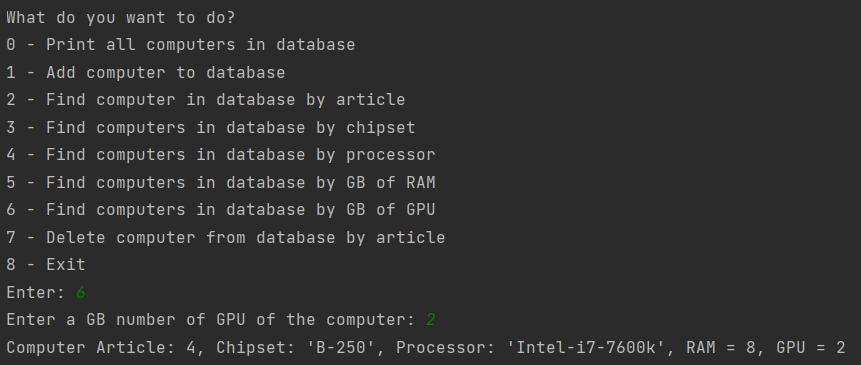 What do you want to do?
0 - Print all computers in database
1 - Add computer to database
2 - Find computer in database by article
3 - Find computers in database by chipset
4 - Find computers in database by processor
5 - Find computers in database by GB of RAM
6 - Find computers in database by GB of GPU
7 - Delete computer from database by article
8 - Exit
Enter: 6
Enter a GB number of GPU of the computer: 2
Computer Article: 4, Chipset: 'B-250', Processor: 'Intel-i7-7600k', RAM = 8, GPU = 2